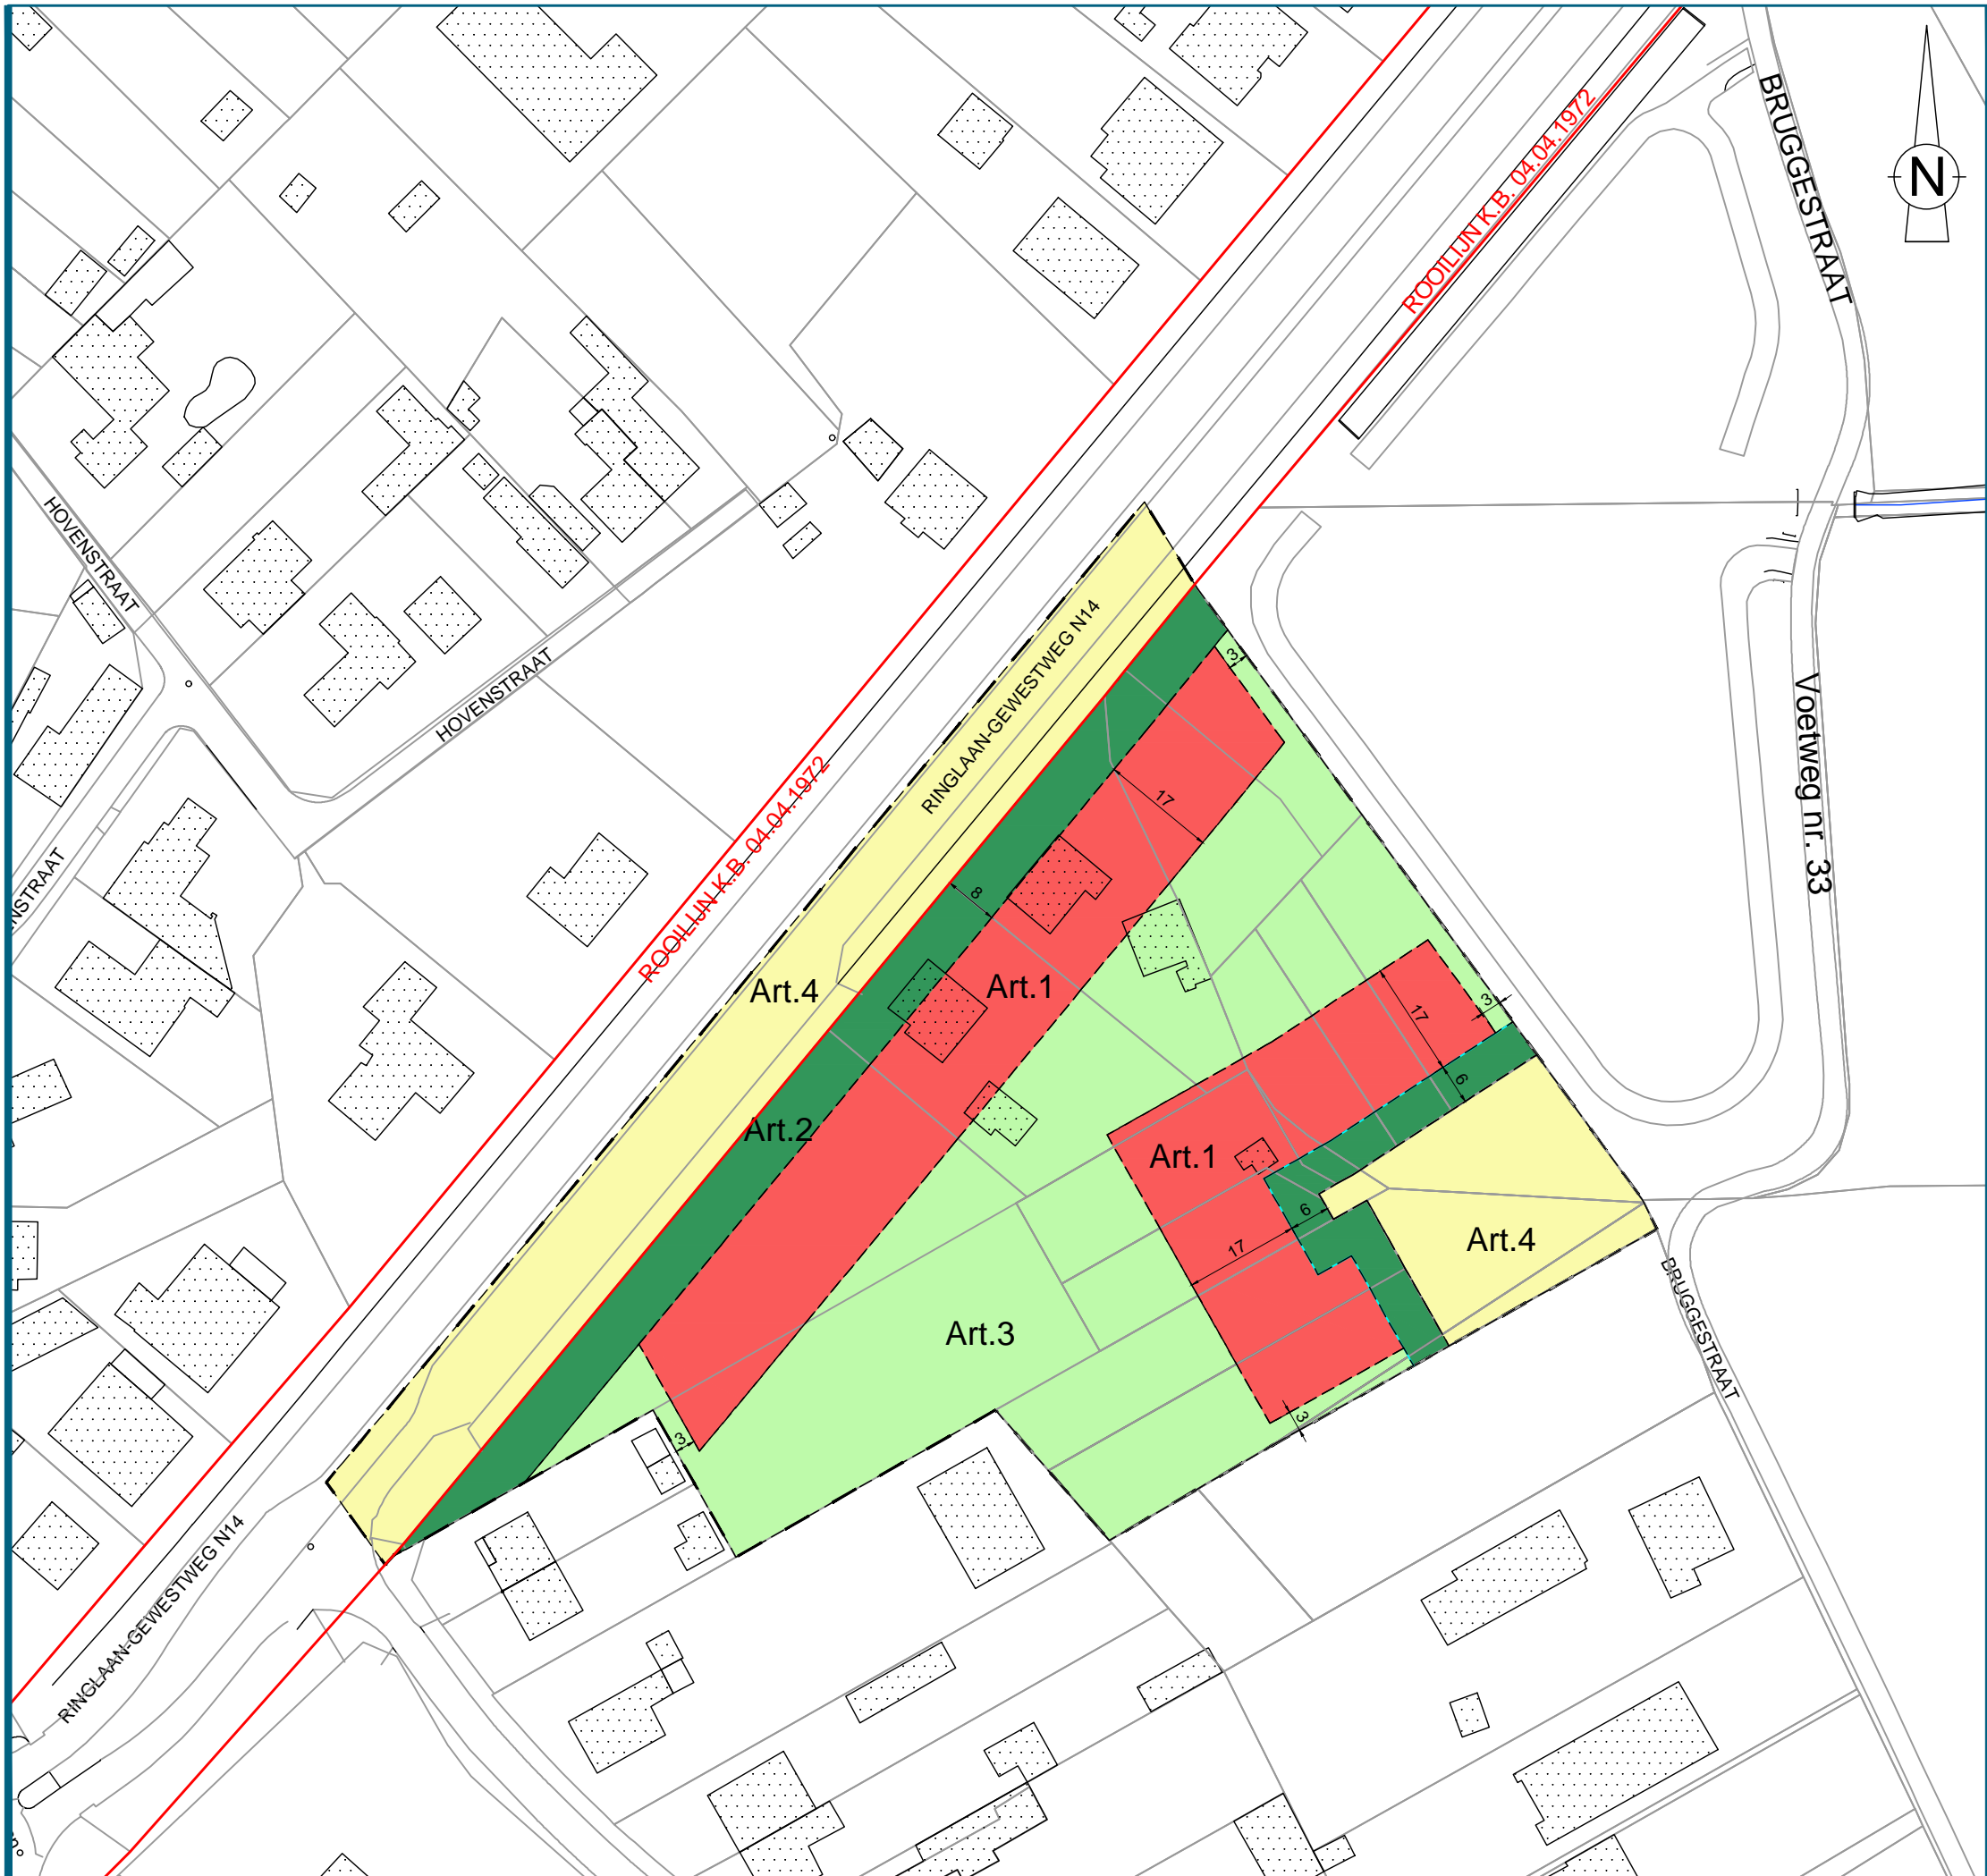 BRUGGESTRAAT
N
ROOILIJN K.B. 04.04.1972
HOVENSTRAAT
HOVENSTRAAT
RINGLAAN-GEWESTWEG N14
3
Voetweg nr. 33
ROOILIJN K.B. 04.04.1972
17
8
Art.4
Art.1
3
17
6
Art.2
Art.1
6
17
Art.4
Art.3
BRUGGESTRAAT
3
3
RINGLAAN-GEWESTWEG N14